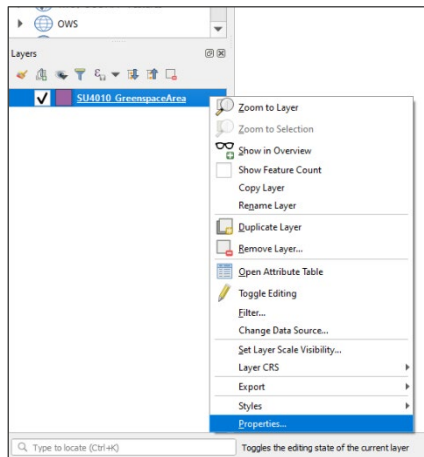 OWS
Layers
SU4010_GreenspaceArea
Zoom to Layer
Zoom to Selection
Show in Overview
Show Feature Count
Copy Layer
Rename Layer
Duplicate Layer
Remove Layer...
Open Attribute Table
Toggle Editing
Filter...
Change Data Source...
Set Layer Scale Visibility...
Layer CRS
Export
Styles
Properties...
Type to locate (Ctrl+K)
Toggles the editing state of the current layer